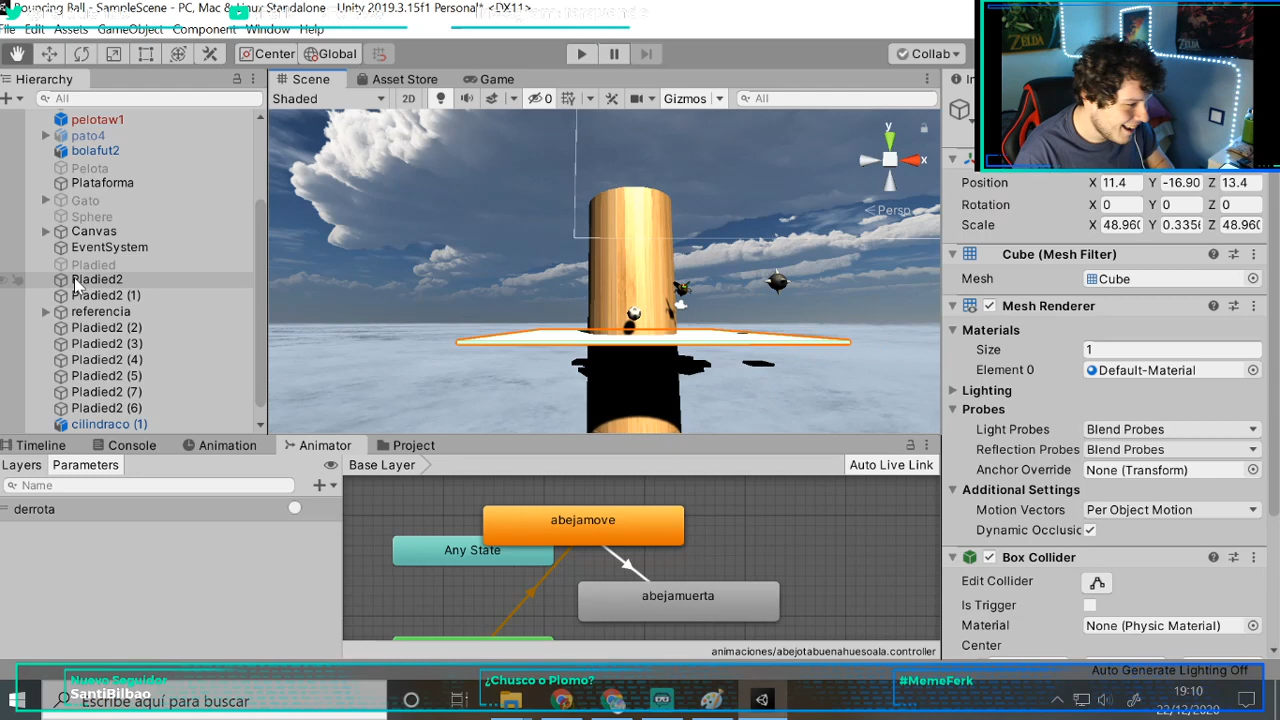 Bouncing Ball - SampleScene - PC, Mac & Linux Standalone - Unity 2019.3.15f1 Personal* <DX11>
File Edit Assets GameObject Component Window Help
Center Global Collab
Hierarchy Scene Asset Store Game
All Shaded 2D 0 Gizmos All
pelotaw1
pato4
bolafut2
Pelota
Plataforma
Gato
Sphere
Canvas
EventSystem
Pladied
Pladied2
Pladied2 (1)
referencia
Pladied2 (2)
Pladied2 (3)
Pladied2 (4)
Pladied2 (5)
Pladied2 (7)
Pladied2 (6)
cilindraco (1)
y
x
Persp
Position X 11.4 Y -16.90 Z 13.4
Rotation X 0 Y 0 Z 0
Scale X 48.960 Y 0.335 Z 48.960
Cube (Mesh Filter)
Mesh Cube
Mesh Renderer
Materials
Size 1
Element 0 Default-Material
Lighting
Probes
Light Probes Blend Probes
Reflection Probes Blend Probes
Anchor Override None (Transform)
Additional Settings
Motion Vectors Per Object Motion
Dynamic Occlusic
Box Collider
Edit Collider
Is Trigger
Material None (Physic Material)
Center
Auto Generate Lighting Off
Timeline Console Animation Animator Project
Layers Parameters Base Layer Auto Live Link
Name
derrota
abejamove
Any State
abejamuerta
animaciones/abejotabuenahuesoala.controller
Nuevo Seguidor
SantiBilbao
¿Chusco o Plomo?
#MemeFerk
Escribe aquí para buscar
19:10
22/12/2020
ZELDA